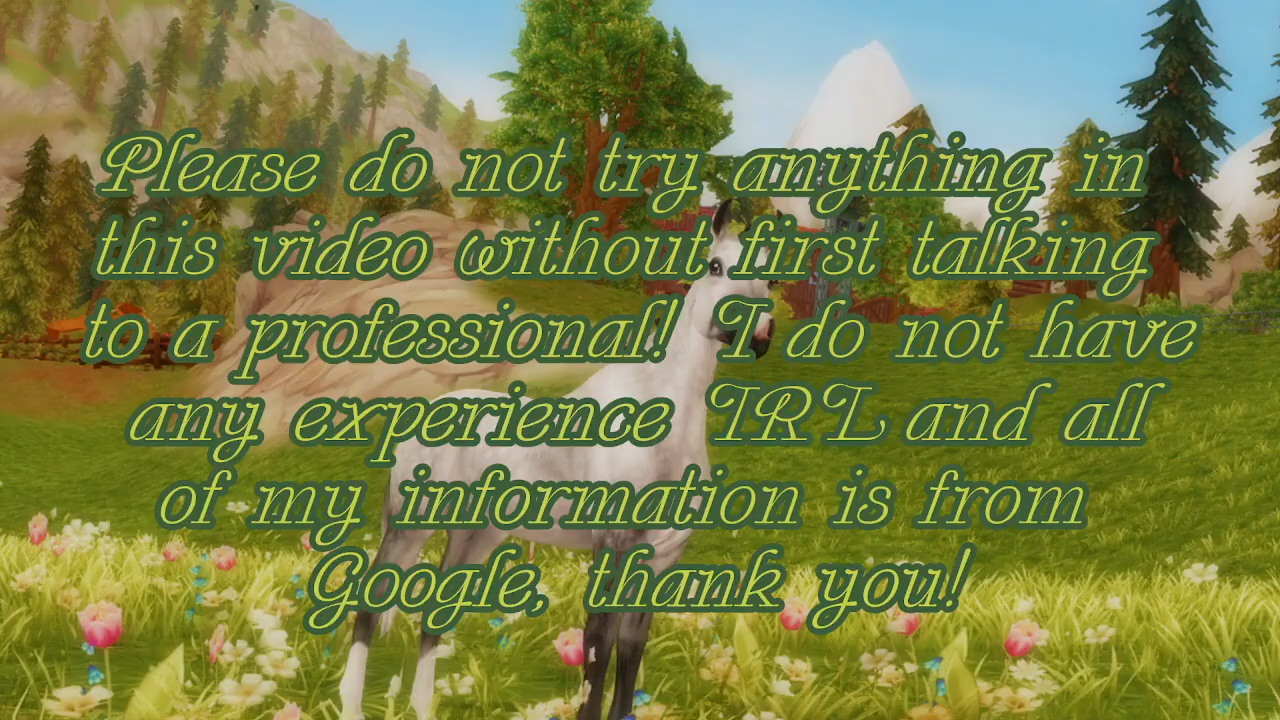 Please do not try anything in
this video without first talking
to a professional! I do not have
any experience IRL and all
of my information is from
Google, thank you!